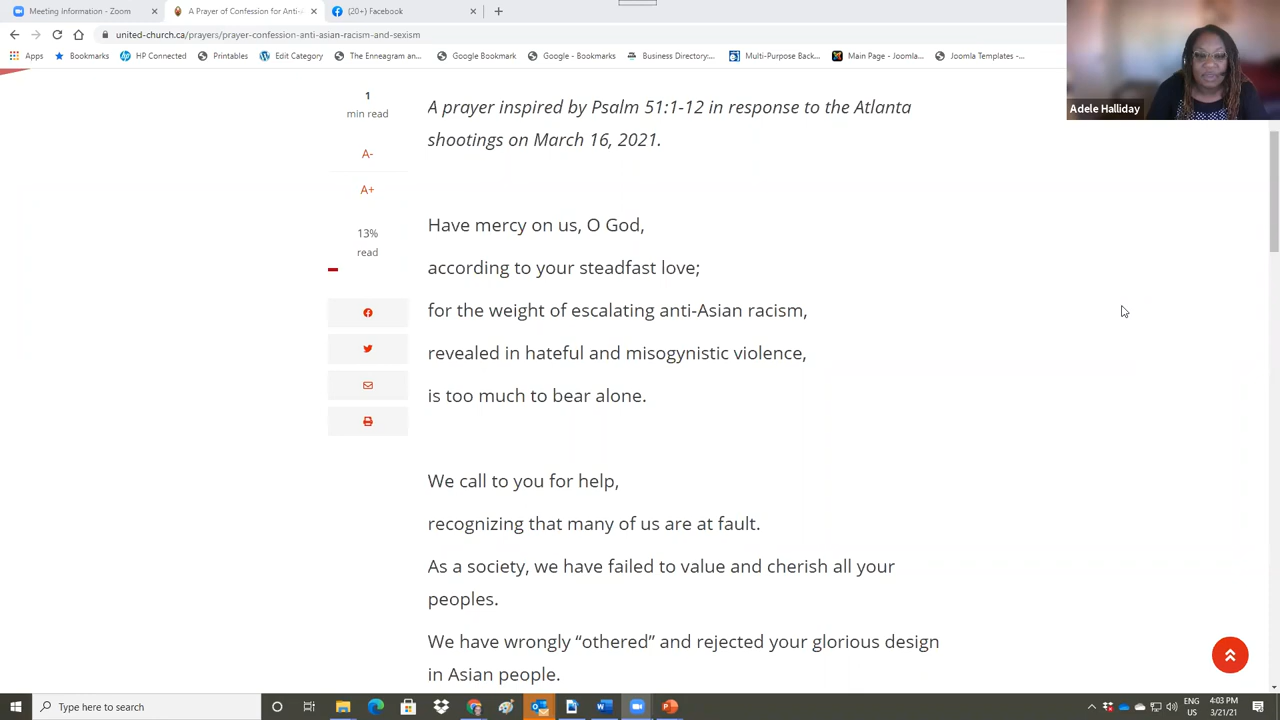 Meeting Information - Zoom
A Prayer of Confession for Anti-
(20+) Facebook
united-church.ca/prayers/prayer-confession-anti-asian-racism-and-sexism
Apps
Bookmarks
HP Connected
Printables
Edit Category
The Enneagram an...
Google Bookmark
Google - Bookmarks
Business Directory:...
Multi-Purpose Back...
Main Page - Joomla...
Joomla Templates -...
Adele Halliday
1
min read
A-
A+
13%
read
A prayer inspired by Psalm 51:1-12 in response to the Atlanta
shootings on March 16, 2021.
Have mercy on us, O God,
according to your steadfast love;
for the weight of escalating anti-Asian racism,
revealed in hateful and misogynistic violence,
is too much to bear alone.
We call to you for help,
recognizing that many of us are at fault.
As a society, we have failed to value and cherish all your
peoples.
We have wrongly “othered” and rejected your glorious design
in Asian people.
Type here to search
ENG
US
4:03 PM
3/21/21